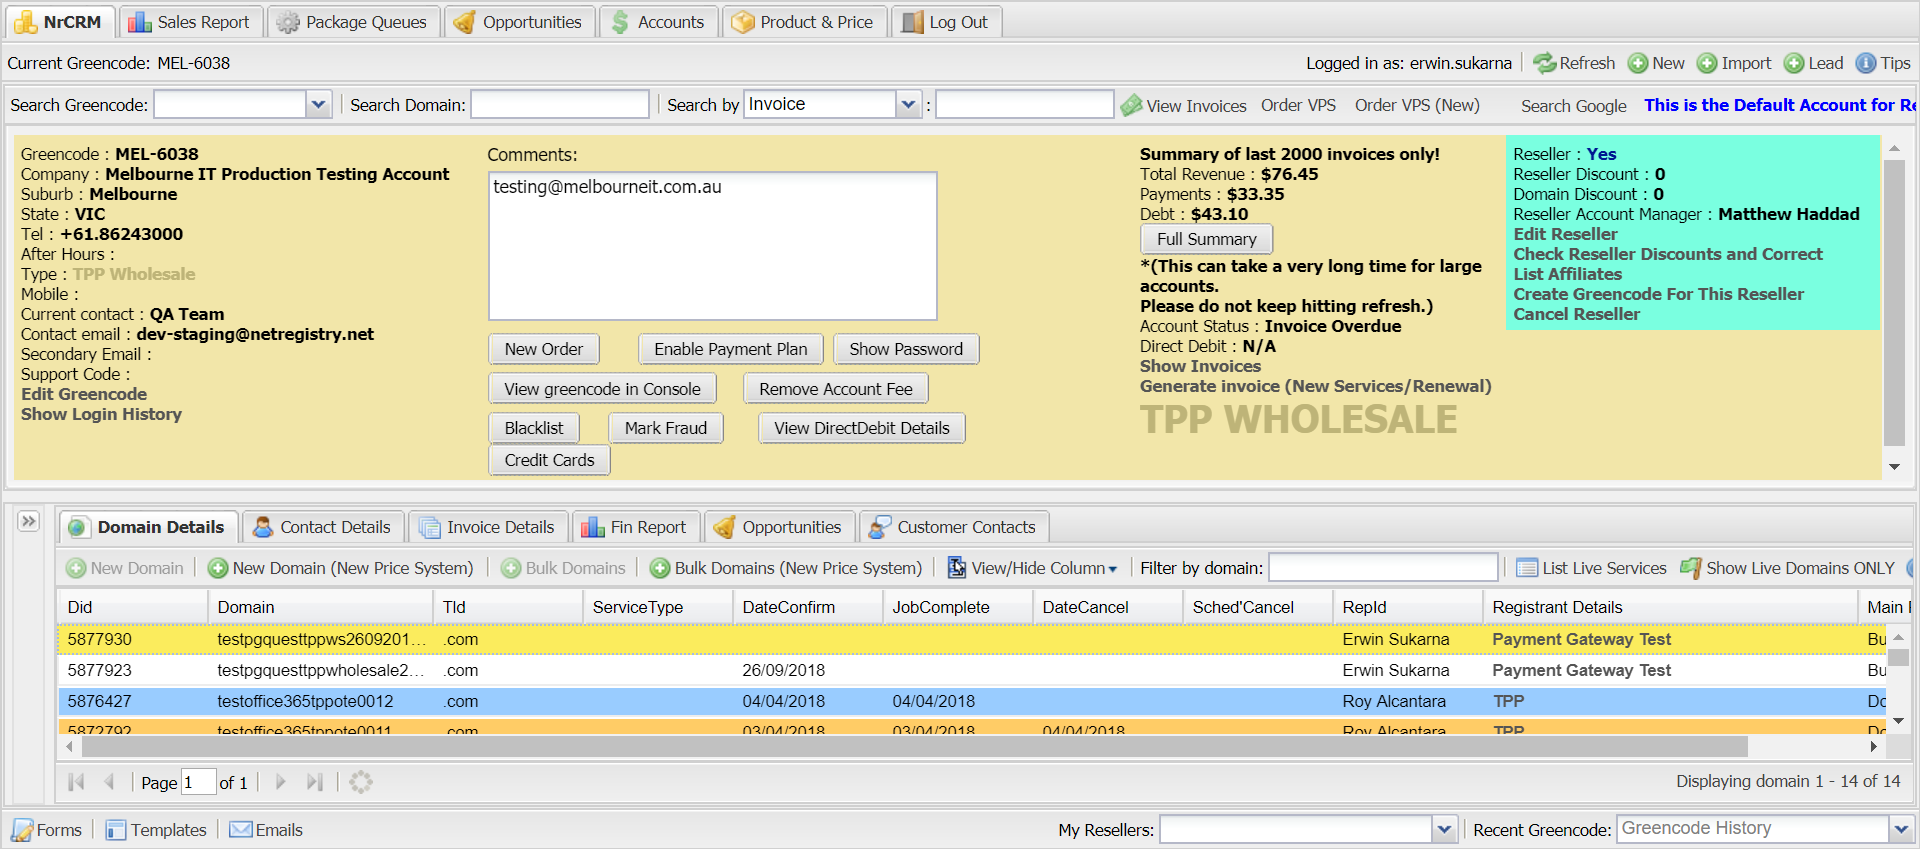 NrCRM Sales Report Package Queues Opportunities Accounts Product & Price Log Out
Current Greencode: MEL-6038 Logged in as: erwin.sukarna Refresh New Import Lead Tips
Search Greencode: Search Domain: Search by Invoice : View Invoices Order VPS Order VPS (New) Search Google This is the Default Account for Re
Greencode : MEL-6038
Company : Melbourne IT Production Testing Account
Suburb : Melbourne
State : VIC
Tel : +61.86243000
After Hours :
Type : TPP Wholesale
Mobile :
Current contact : QA Team
Contact email : dev-staging@netregistry.net
Secondary Email :
Support Code :
Edit Greencode
Show Login History
Comments:
testing@melbourneit.com.au
New Order Enable Payment Plan Show Password
View greencode in Console Remove Account Fee
Blacklist Mark Fraud View DirectDebit Details
Credit Cards
Summary of last 2000 invoices only!
Total Revenue : $76.45
Payments : $33.35
Debt : $43.10
Full Summary
*(This can take a very long time for large
accounts.
Please do not keep hitting refresh.)
Account Status : Invoice Overdue
Direct Debit : N/A
Show Invoices
Generate invoice (New Services/Renewal)
TPP WHOLESALE
Reseller : Yes
Reseller Discount : 0
Domain Discount : 0
Reseller Account Manager : Matthew Haddad
Edit Reseller
Check Reseller Discounts and Correct
List Affiliates
Create Greencode For This Reseller
Cancel Reseller
Domain Details Contact Details Invoice Details Fin Report Opportunities Customer Contacts
New Domain New Domain (New Price System) Bulk Domains Bulk Domains (New Price System) View/Hide Column Filter by domain: List Live Services Show Live Domains ONLY
Did Domain Tld ServiceType DateConfirm JobComplete DateCancel Sched'Cancel RepId Registrant Details Main
5877930 testpgquesttppws2609201... .com Erwin Sukarna Payment Gateway Test Bu
5877923 testpgquesttppwholesale2... 26/09/2018 Erwin Sukarna Payment Gateway Test Bu
5876427 testoffice365tppote0012 .com 04/04/2018 04/04/2018 Roy Alcantara TPP Do
5872792 testoffice365tppote0011 .com 03/04/2018 03/04/2018 04/04/2018 Roy Alcantara TPP
Page 1 of 1 Displaying domain 1 - 14 of 14
Forms Templates Emails My Resellers: Recent Greencode: Greencode History